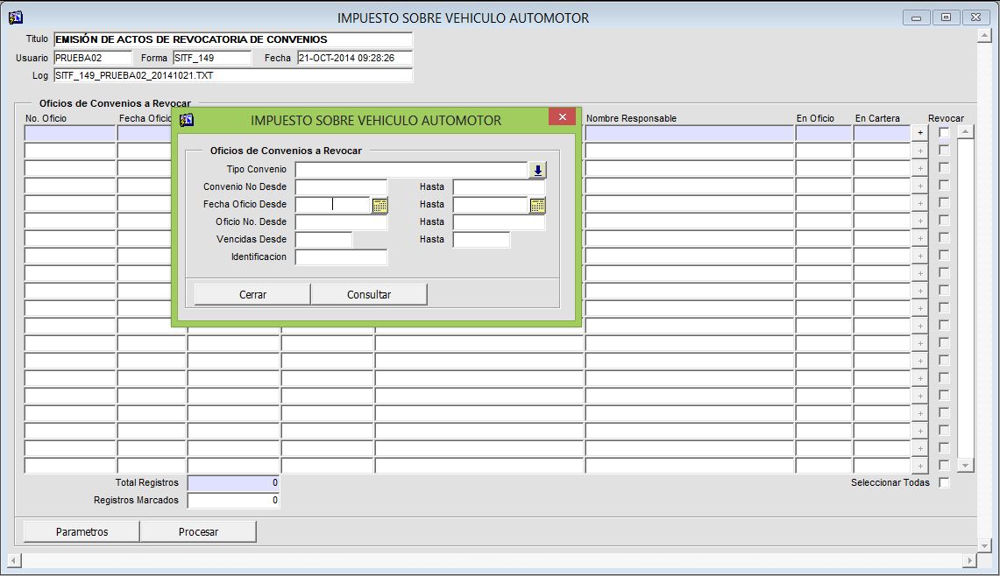 IMPUESTO SOBRE VEHICULO AUTOMOTOR
Titulo EMISIÓN DE ACTOS DE REVOCATORIA DE CONVENIOS
Usuario PRUEBA02 Forma SITF_149 Fecha 21-OCT-2014 09:28:26
Log SITF_149_PRUEBA02_20141021.TXT
Oficios de Convenios a Revocar
No. Oficio Fecha Oficio Nombre Responsable En Oficio En Cartera Revocar
IMPUESTO SOBRE VEHICULO AUTOMOTOR
Oficios de Convenios a Revocar
Tipo Convenio
Convenio No Desde Hasta
Fecha Oficio Desde Hasta
Oficio No. Desde Hasta
Vencidas Desde Hasta
Identificacion
Cerrar Consultar
Total Registros 0 Seleccionar Todas
Registros Marcados 0
Parametros Procesar